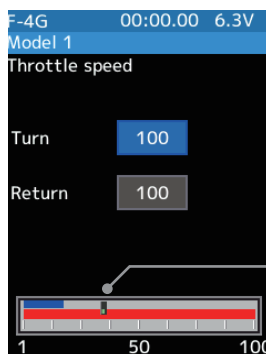 F-4G 00:00.00 6.3V
Model 1
Throttle speed
Turn 100
Return 100
1 50 100